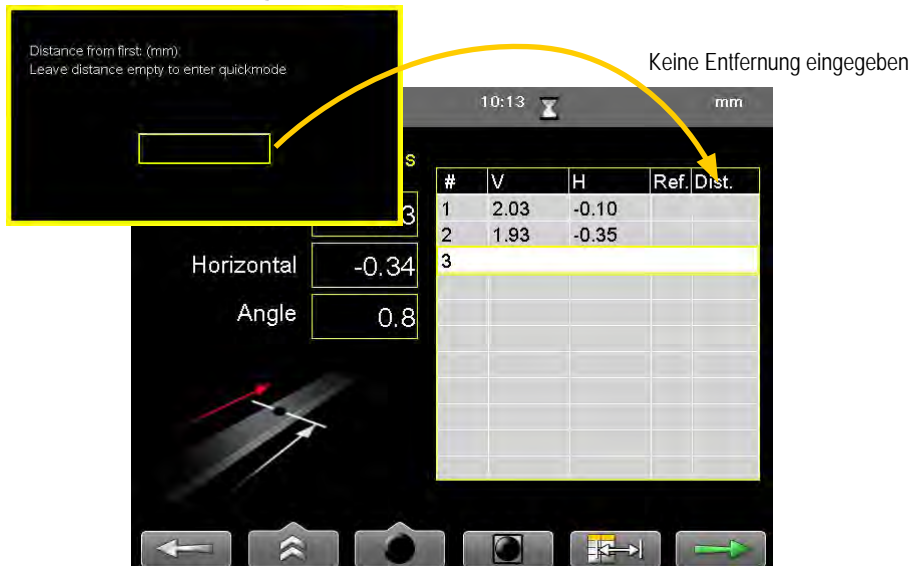 Distance from first: (mm):
Leave distance empty to enter quickmode
Keine Entfernung eingegeben
10:13 mm
s
# V H Ref. Dist.
3
1 2.03 -0.10
2 1.93 -0.35
Horizontal -0.34
3
Angle 0.8